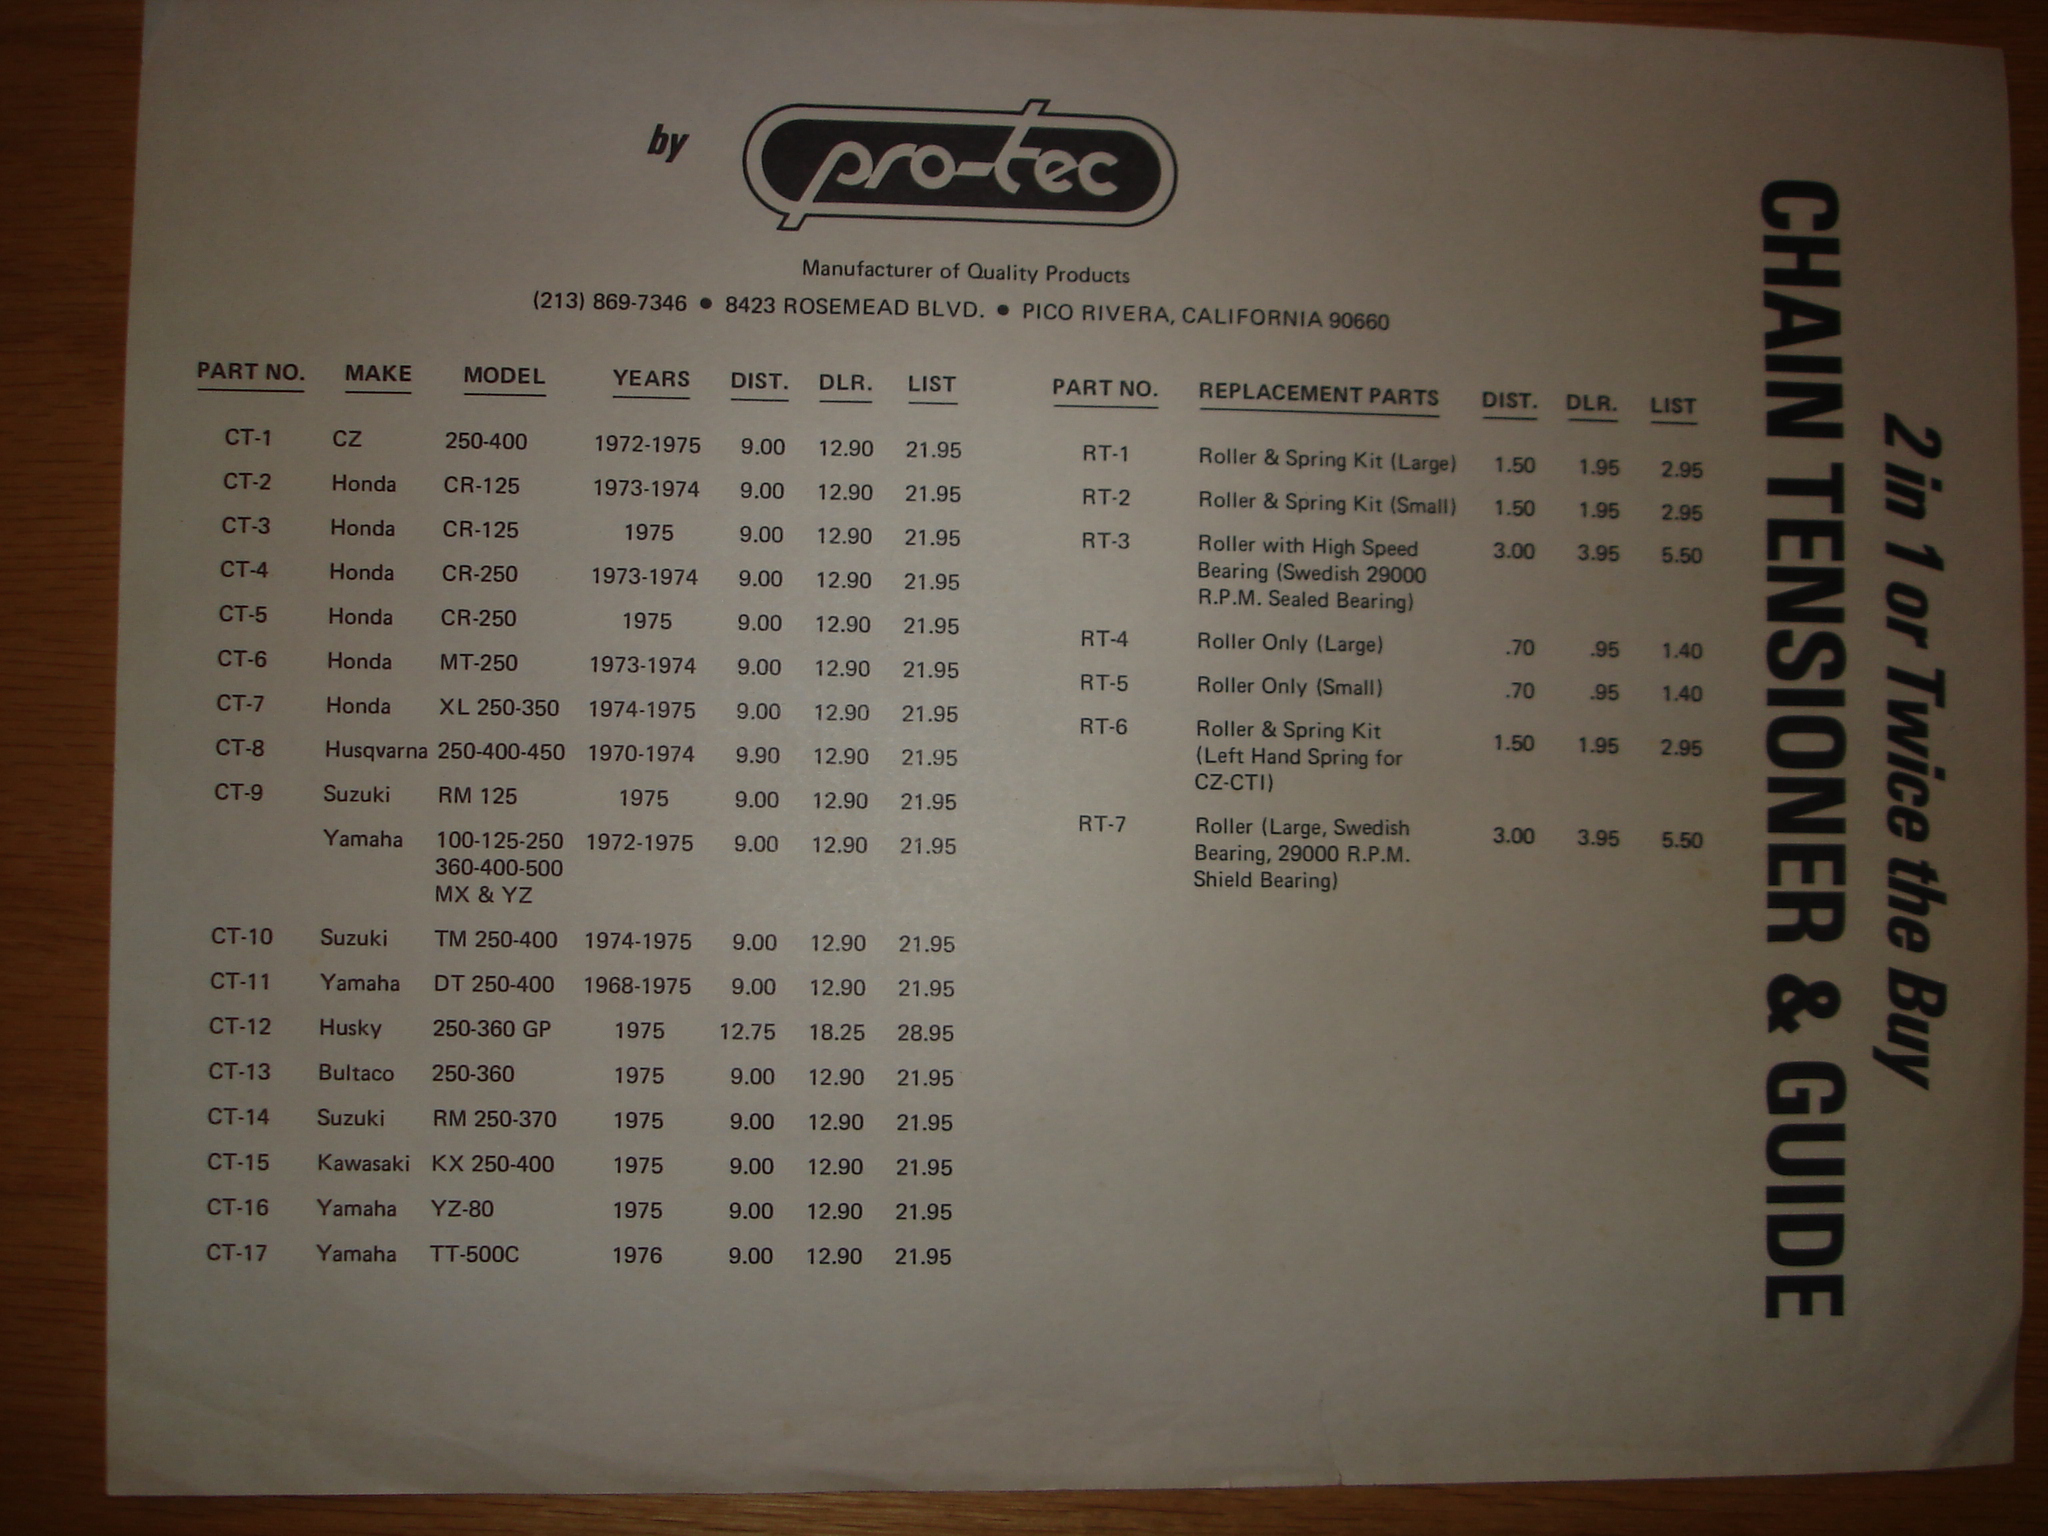 by pro-tec
Manufacturer of Quality Products
(213) 869-7346 ● 8423 ROSEMEAD BLVD. ● PICO RIVERA, CALIFORNIA 90660
PART NO. MAKE MODEL YEARS DIST. DLR. LIST
CT-1 CZ 250-400 1972-1975 9.00 12.90 21.95
CT-2 Honda CR-125 1973-1974 9.00 12.90 21.95
CT-3 Honda CR-125 1975 9.00 12.90 21.95
CT-4 Honda CR-250 1973-1974 9.00 12.90 21.95
CT-5 Honda CR-250 1975 9.00 12.90 21.95
CT-6 Honda MT-250 1973-1974 9.00 12.90 21.95
CT-7 Honda XL 250-350 1974-1975 9.00 12.90 21.95
CT-8 Husqvarna 250-400-450 1970-1974 9.90 12.90 21.95
CT-9 Suzuki RM 125 1975 9.00 12.90 21.95
Yamaha 100-125-250 1972-1975 9.00 12.90 21.95
360-400-500
MX & YZ
CT-10 Suzuki TM 250-400 1974-1975 9.00 12.90 21.95
CT-11 Yamaha DT 250-400 1968-1975 9.00 12.90 21.95
CT-12 Husky 250-360 GP 1975 12.75 18.25 28.95
CT-13 Bultaco 250-360 1975 9.00 12.90 21.95
CT-14 Suzuki RM 250-370 1975 9.00 12.90 21.95
CT-15 Kawasaki KX 250-400 1975 9.00 12.90 21.95
CT-16 Yamaha YZ-80 1975 9.00 12.90 21.95
CT-17 Yamaha TT-500C 1976 9.00 12.90 21.95
PART NO. REPLACEMENT PARTS DIST. DLR. LIST
RT-1 Roller & Spring Kit (Large) 1.50 1.95 2.95
RT-2 Roller & Spring Kit (Small) 1.50 1.95 2.95
RT-3 Roller with High Speed 3.00 3.95 5.50
Bearing (Swedish 29000
R.P.M. Sealed Bearing)
RT-4 Roller Only (Large) .70 .95 1.40
RT-5 Roller Only (Small) .70 .95 1.40
RT-6 Roller & Spring Kit 1.50 1.95 2.95
(Left Hand Spring for
CZ-CTI)
RT-7 Roller (Large, Swedish 3.00 3.95 5.50
Bearing, 29000 R.P.M.
Shield Bearing)
2 in 1 or Twice the Buy
CHAIN TENSIONER & GUIDE